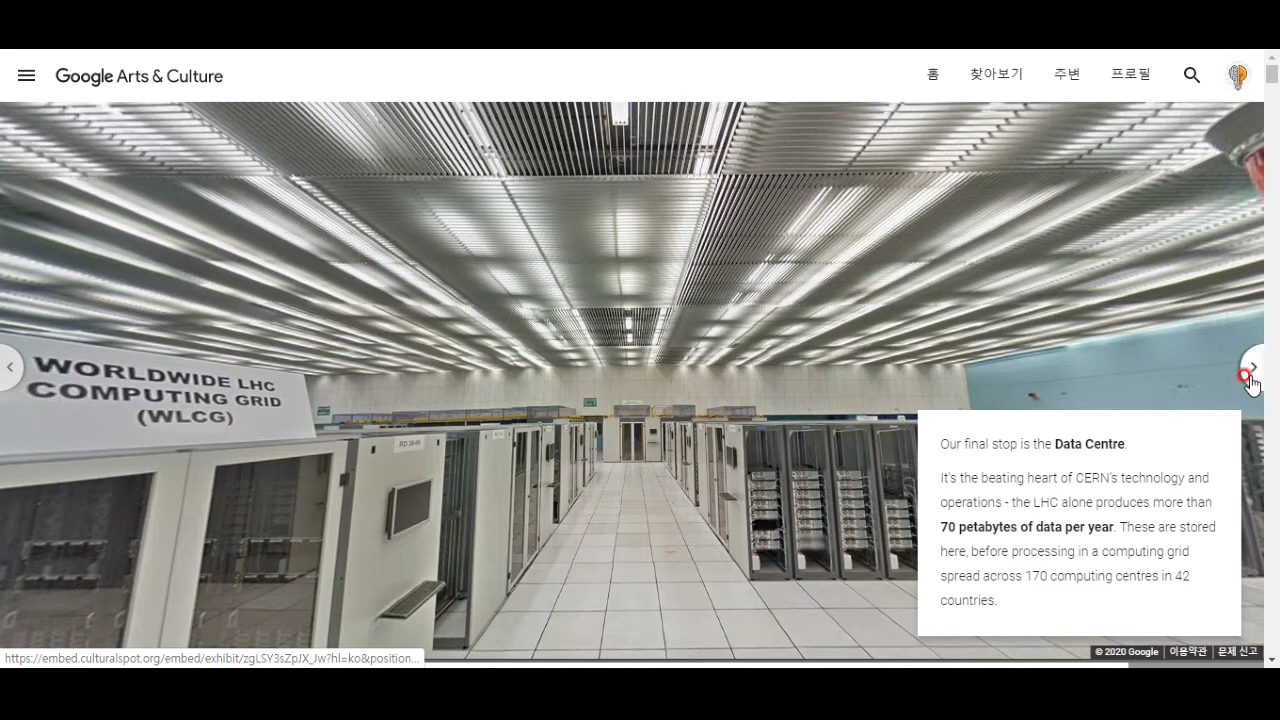 Google Arts & Culture
홈 찾아보기 주변 프로필
WORLDWIDE LHC
COMPUTING GRID
(WLCG)
Our final stop is the Data Centre.
It's the beating heart of CERN's technology and
operations - the LHC alone produces more than
70 petabytes of data per year. These are stored
here, before processing in a computing grid
spread across 170 computing centres in 42
countries.
https://embed.culturalspot.org/embed/exhibit/zgLSY3sZpJX_Jw?hl=ko&position...
© 2020 Google 이용약관 문제 신고